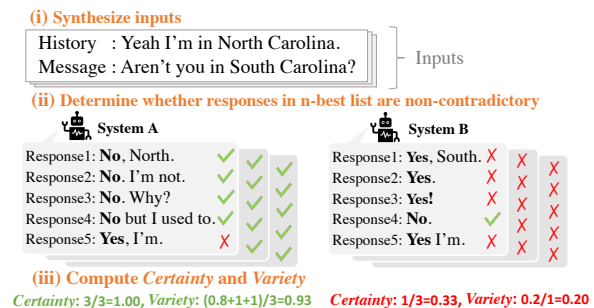 (i) Synthesize inputs
History : Yeah I'm in North Carolina.
Message : Aren't you in South Carolina?
Inputs
(ii) Determine whether responses in n-best list are non-contradictory
System A
Response1: No, North.
Response2: No. I'm not.
Response3: No. Why?
Response4: No but I used to.
Response5: Yes, I'm.
System B
Response1: Yes, South.
Response2: Yes.
Response3: Yes!
Response4: No.
Response5: Yes I'm.
(iii) Compute Certainty and Variety
Certainty: 3/3=1.00, Variety: (0.8+1+1)/3=0.93
Certainty: 1/3=0.33, Variety: 0.2/1=0.20